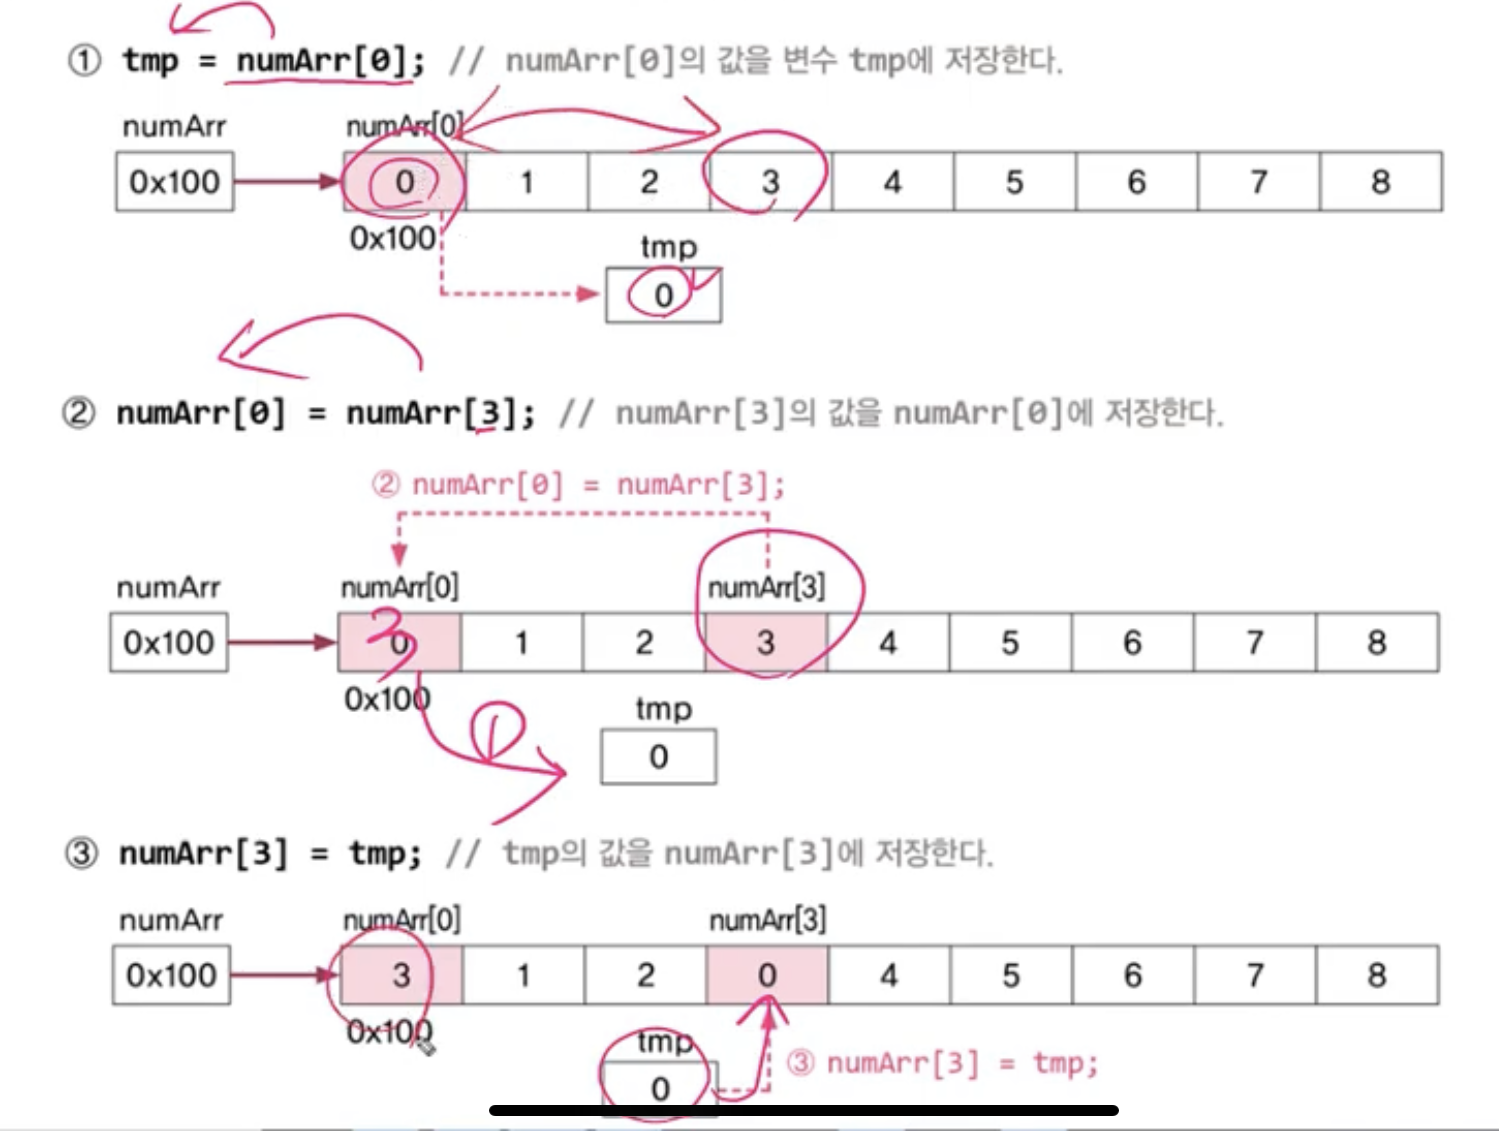 ① tmp = numArr[0]; // numArr[0]의 값을 변수 tmp에 저장한다.
numArr numArr[0]
0x100 0 1 2 3 4 5 6 7 8
0x100
tmp
0
② numArr[0] = numArr[3]; // numArr[3]의 값을 numArr[0]에 저장한다.
② numArr[0] = numArr[3];
numArr numArr[0] numArr[3]
0x100 0 3 1 2 3 4 5 6 7 8
0x100
tmp
①
0
③ numArr[3] = tmp; // tmp의 값을 numArr[3]에 저장한다.
numArr numArr[0] numArr[3]
0x100 3 1 2 0 4 5 6 7 8
0x100
tmp
③ numArr[3] = tmp;
0